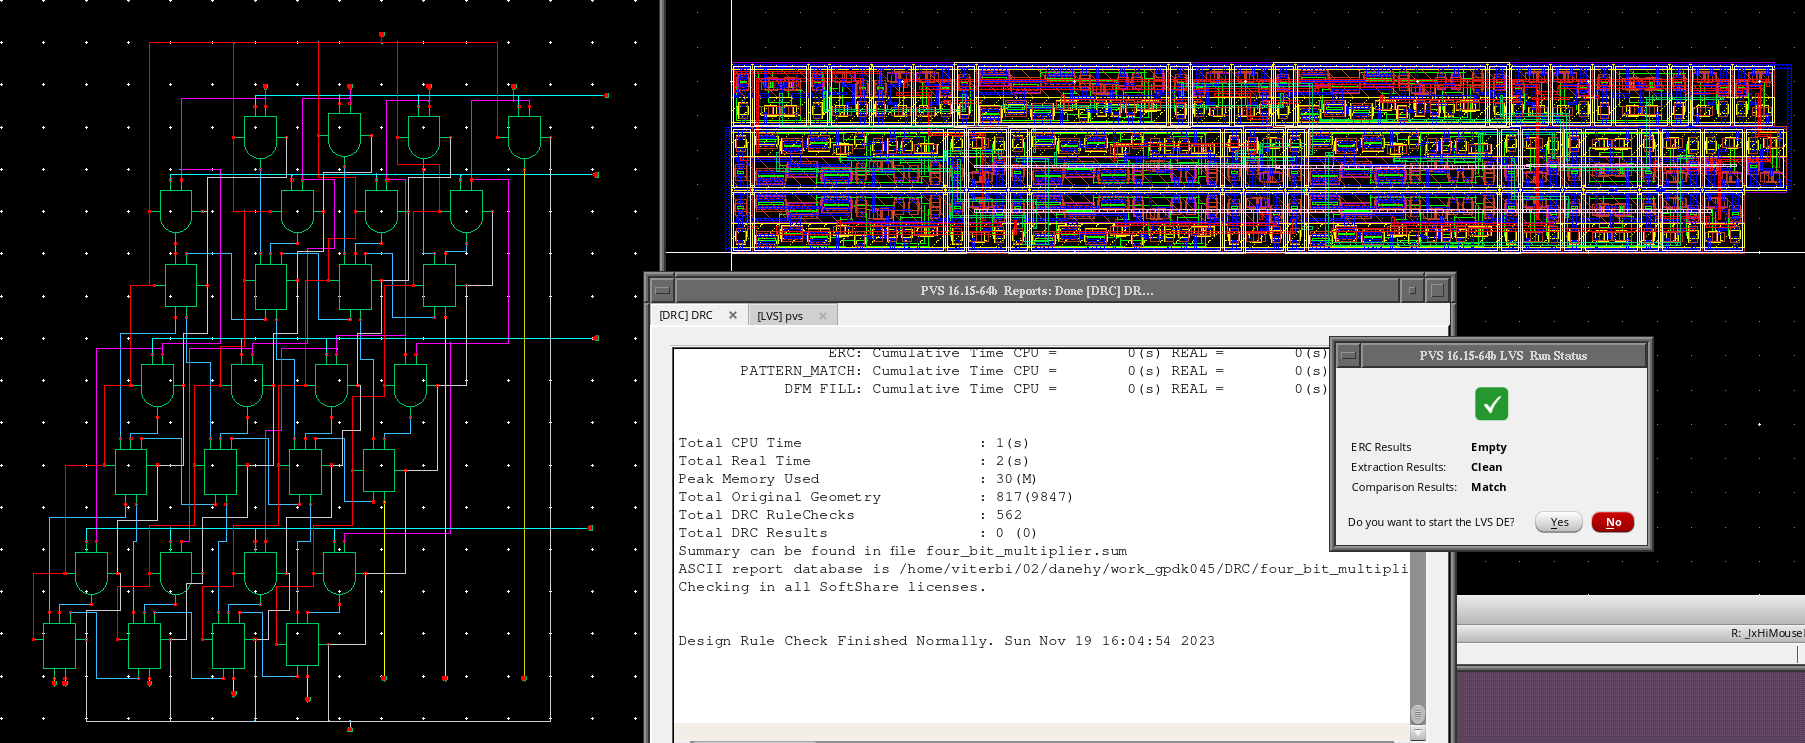 PVS 16.15-64b Reports: Done [DRC] DR...
[DRC] DRC
[LVS] pvs
ERC: Cumulative Time CPU = 0(s) REAL = 0(s)
PATTERN_MATCH: Cumulative Time CPU = 0(s) REAL = 0(s)
DFM FILL: Cumulative Time CPU = 0(s) REAL = 0(s)
Total CPU Time : 1(s)
Total Real Time : 2(s)
Peak Memory Used : 30(M)
Total Original Geometry : 817(9847)
Total DRC RuleChecks : 562
Total DRC Results : 0 (0)
Summary can be found in file four_bit_multiplier.sum
ASCII report database is /home/viterbi/02/danehy/work_gpdk045/DRC/four_bit_multipli
Checking in all SoftShare licenses.
Design Rule Check Finished Normally. Sun Nov 19 16:04:54 2023
PVS 16.15-64b LVS Run Status
ERC Results Empty
Extraction Results: Clean
Comparison Results: Match
Do you want to start the LVS DE? Yes No
R: _lxHiMouse